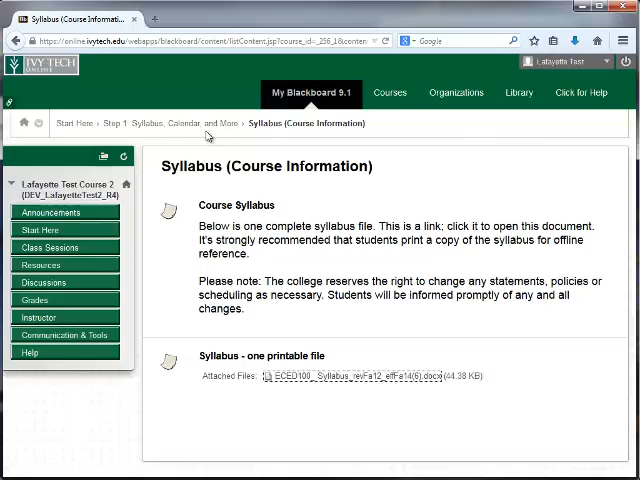 Syllabus (Course Informati...
https://online.ivytech.edu/webapps/blackboard/content/listContent.jsp?course_id=_256_1&conten
Google
IVY TECH
ONLINE
Lafayette Test
My Blackboard 9.1
Courses
Organizations
Library
Click for Help
Start Here > Step 1: Syllabus, Calendar, and More > Syllabus (Course Information)
Lafayette Test Course 2
(DEV_LafayetteTest2_R4)
Announcements
Start Here
Class Sessions
Resources
Discussions
Grades
Instructor
Communication & Tools
Help
Syllabus (Course Information)
Course Syllabus
Below is one complete syllabus file. This is a link; click it to open this document.
It's strongly recommended that students print a copy of the syllabus for offline
reference.
Please note: The college reserves the right to change any statements, policies or
scheduling as necessary. Students will be informed promptly of any and all
changes.
Syllabus - one printable file
Attached Files: ECED100_ Syllabus_revFa12_effFa14(6).docx (44.38 KB)